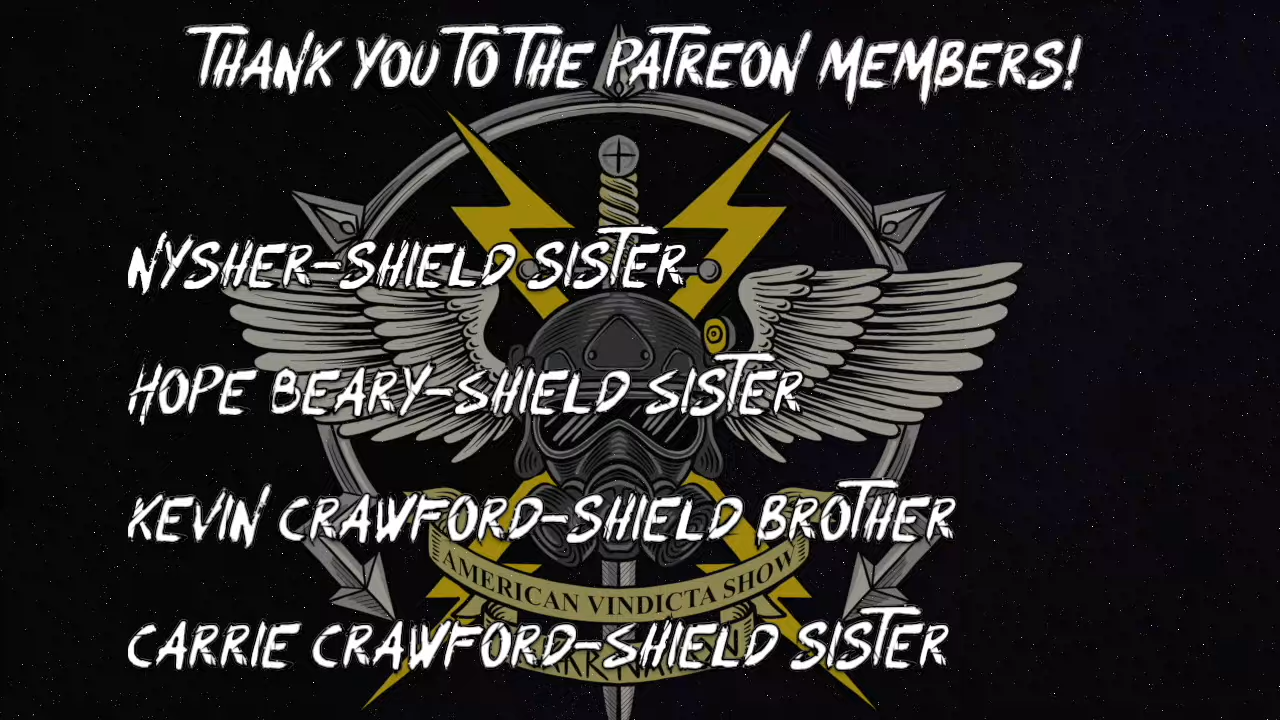 THANK YOU TO THE PATREON MEMBERS!
NYSHER-SHIELD SISTER
HOPE BEARY-SHIELD SISTER
KEVIN CRAWFORD-SHIELD BROTHER
AMERICAN VINDICTA SHOW
CARRIE CRAWFORD-SHIELD SISTER